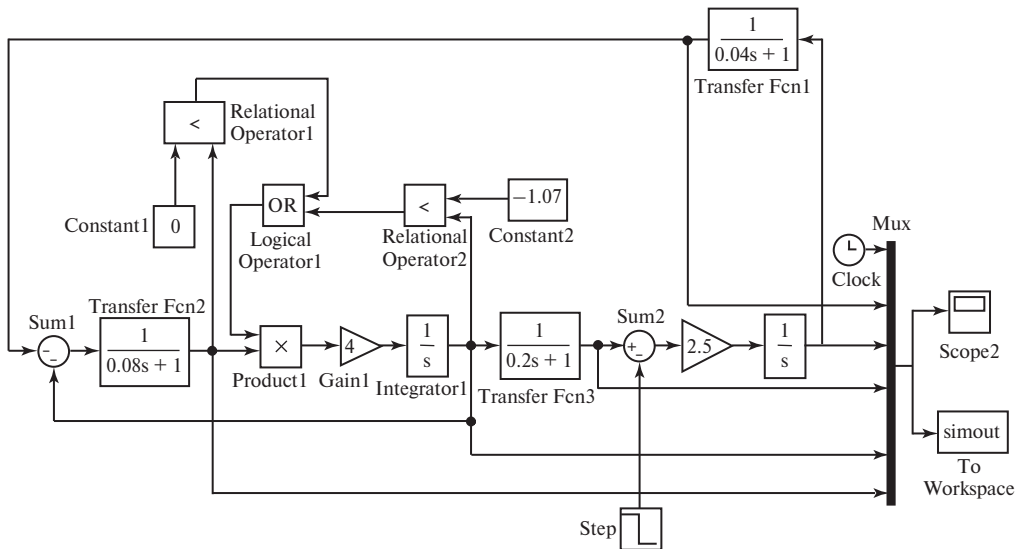 1
0.04s + 1
Transfer Fcn1
<
Relational
Operator1
Constant1
0
OR
Logical
Operator1
<
Relational
Operator2
−1.07
Constant2
Mux
Clock
Scope2
Sum1
−
−
Transfer Fcn2
1
0.08s + 1
×
Product1
4
Gain1
1
s
Integrator1
1
0.2s + 1
Transfer Fcn3
Sum2
+
−
2.5
1
s
simout
To
Workspace
Step